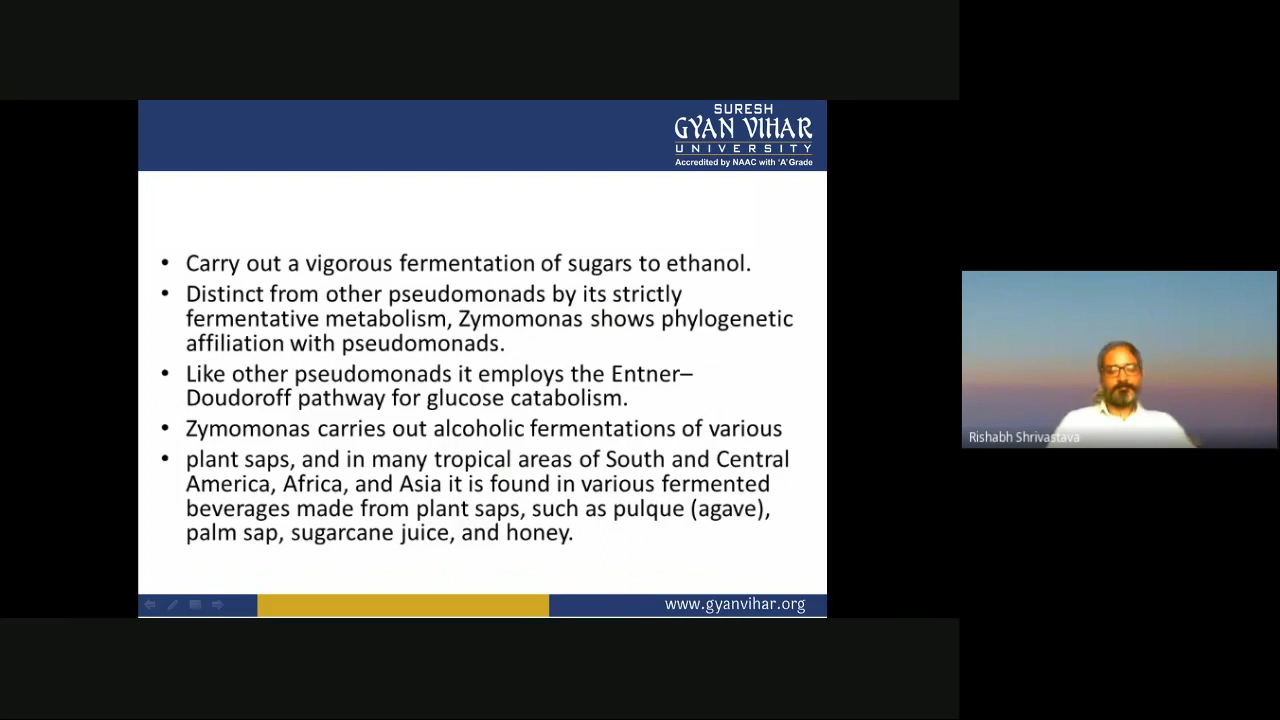 SURESH
GYAN VIHAR
UNIVERSITY
Accredited by NAAC with 'A' Grade
• Carry out a vigorous fermentation of sugars to ethanol.
• Distinct from other pseudomonads by its strictly
fermentative metabolism, Zymomonas shows phylogenetic
affiliation with pseudomonads.
• Like other pseudomonads it employs the Entner–
Doudoroff pathway for glucose catabolism.
• Zymomonas carries out alcoholic fermentations of various
• plant saps, and in many tropical areas of South and Central
America, Africa, and Asia it is found in various fermented
beverages made from plant saps, such as pulque (agave),
palm sap, sugarcane juice, and honey.
www.gyanvihar.org
Rishabh Shrivastava